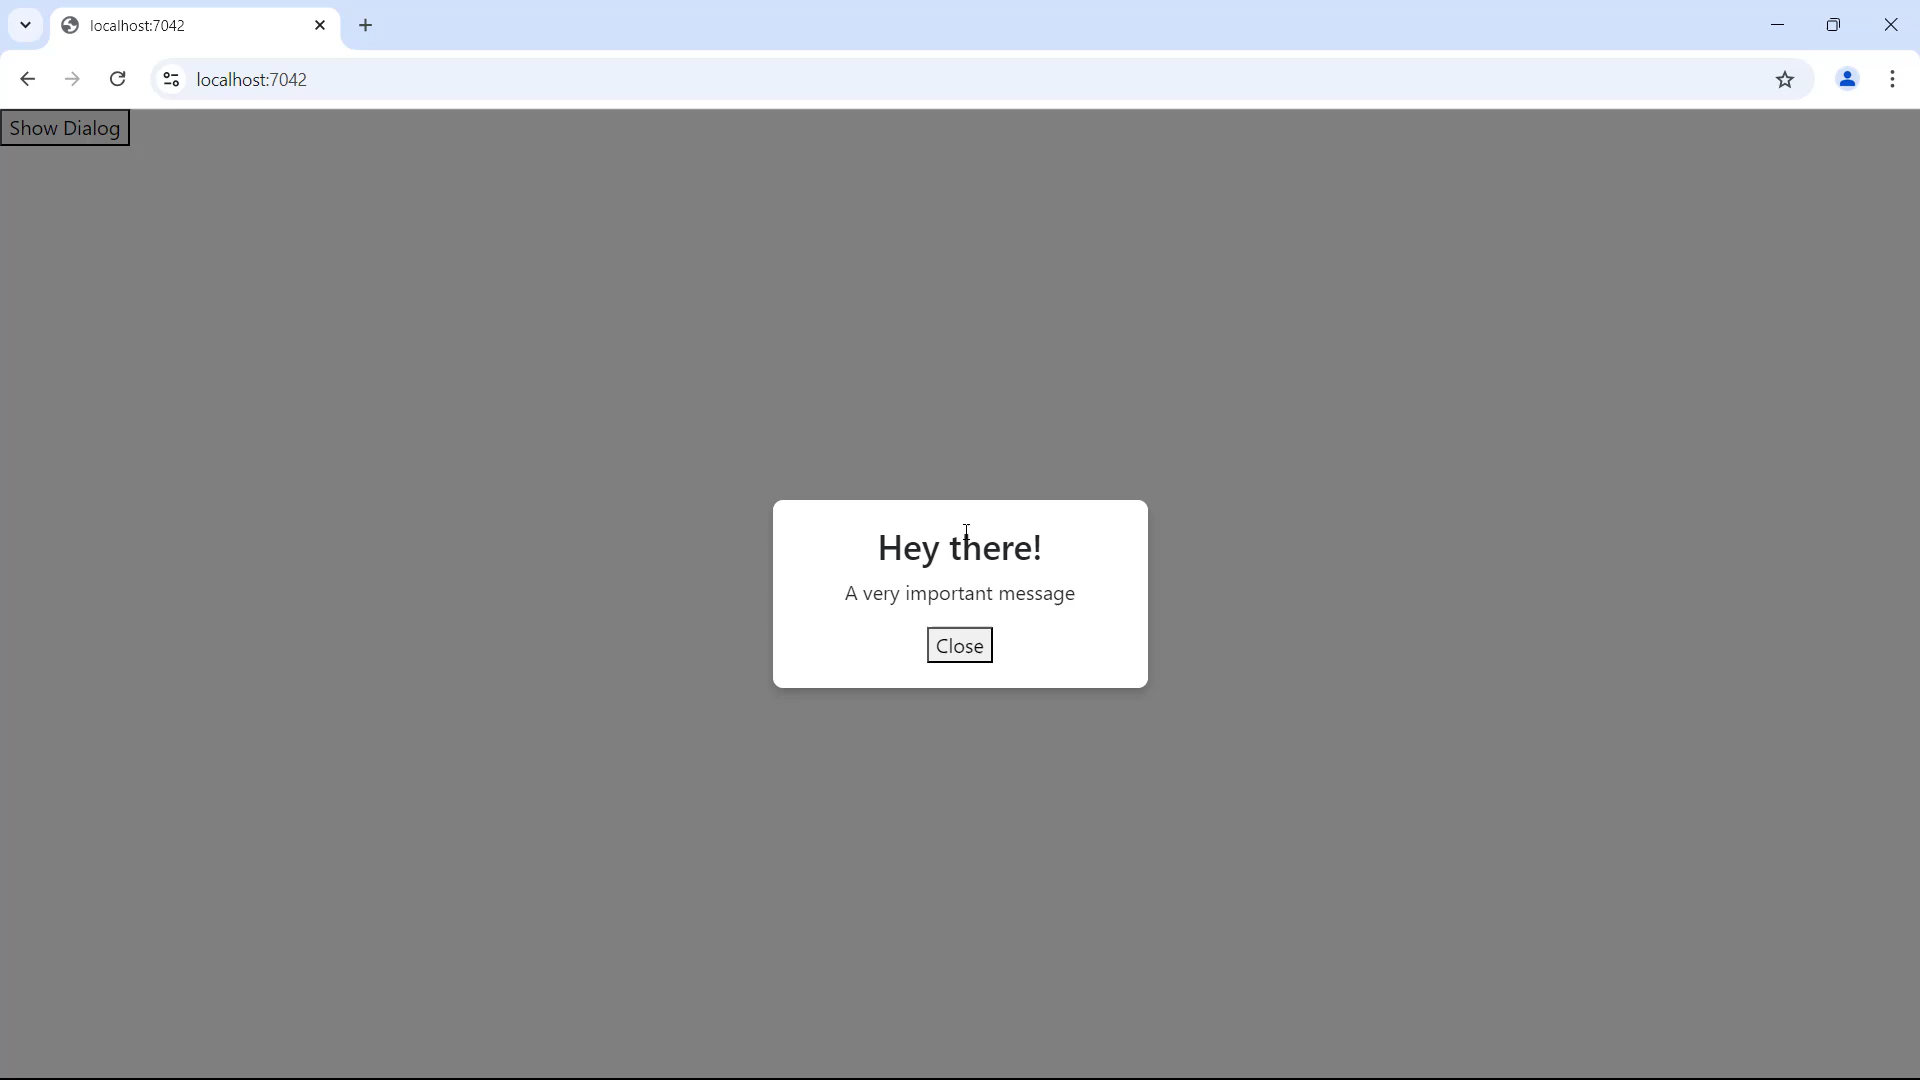 localhost:7042
localhost:7042
Show Dialog
Hey there!
A very important message
Close